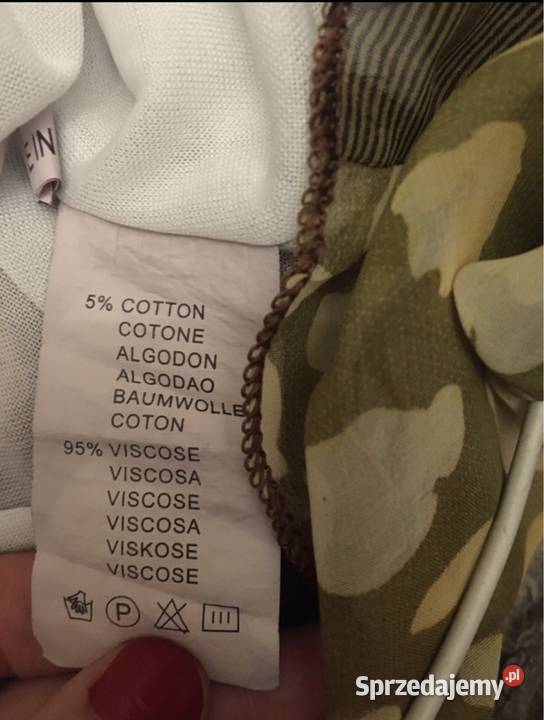 EIN
5% COTTON
COTONE
ALGODON
ALGODAO
BAUMWOLLE
COTON
95% VISCOSE
VISCOSA
VISCOSE
VISCOSA
VISKOSE
VISCOSE
P
Sprzedajemy.pl